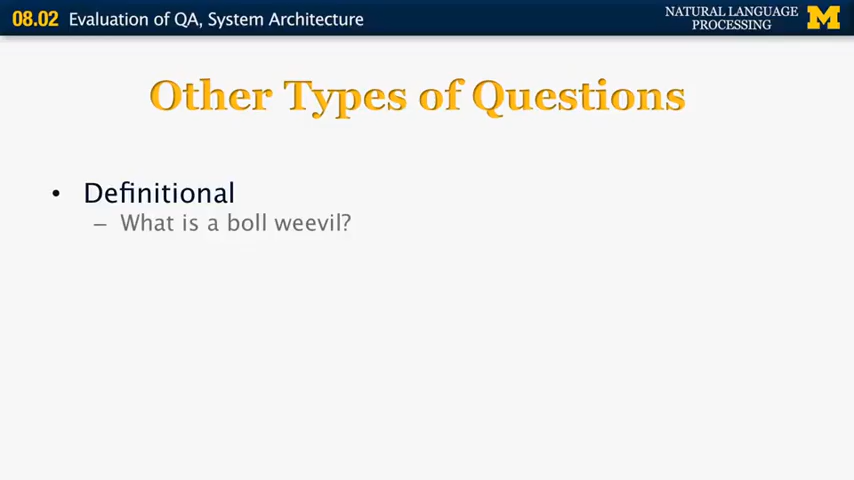 08.02 Evaluation of QA, System Architecture
NATURAL LANGUAGE
PROCESSING
M
Other Types of Questions
• Definitional
– What is a boll weevil?